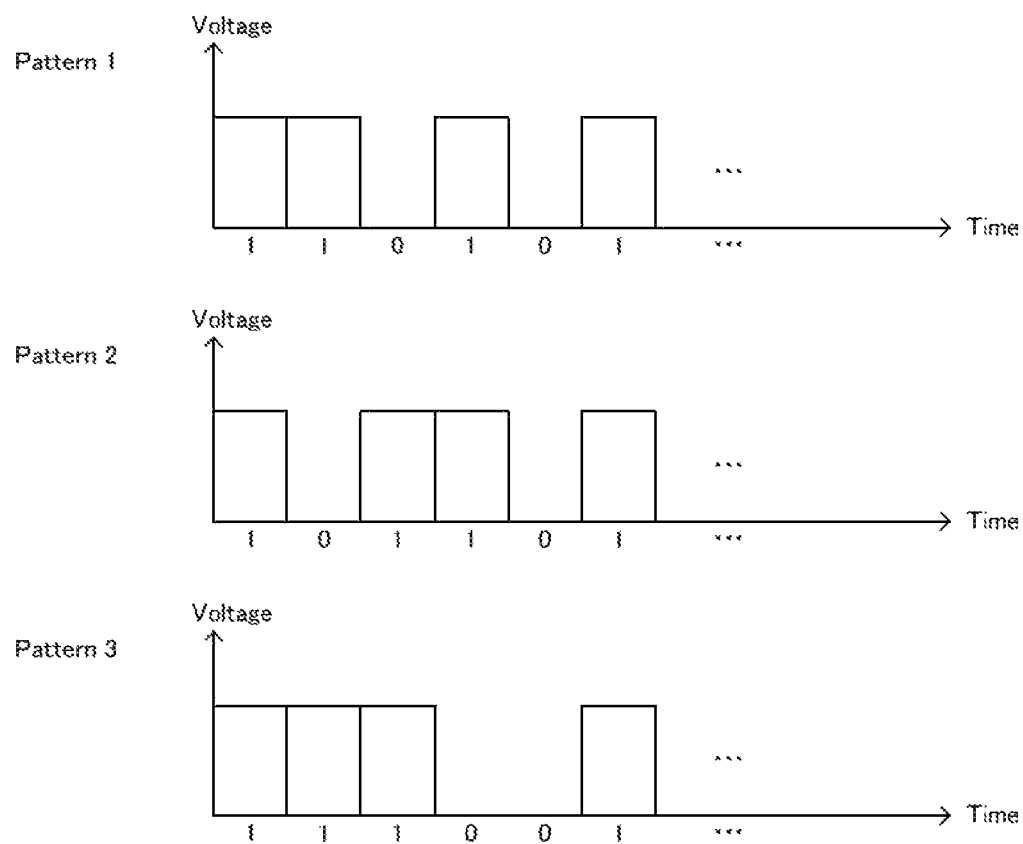 Voltage
Pattern 1
...
Time
1 1 0 1 0 1 ...
Voltage
Pattern 2
...
Time
1 0 1 1 0 1 ...
Voltage
Pattern 3
...
Time
1 1 1 0 0 1 ...